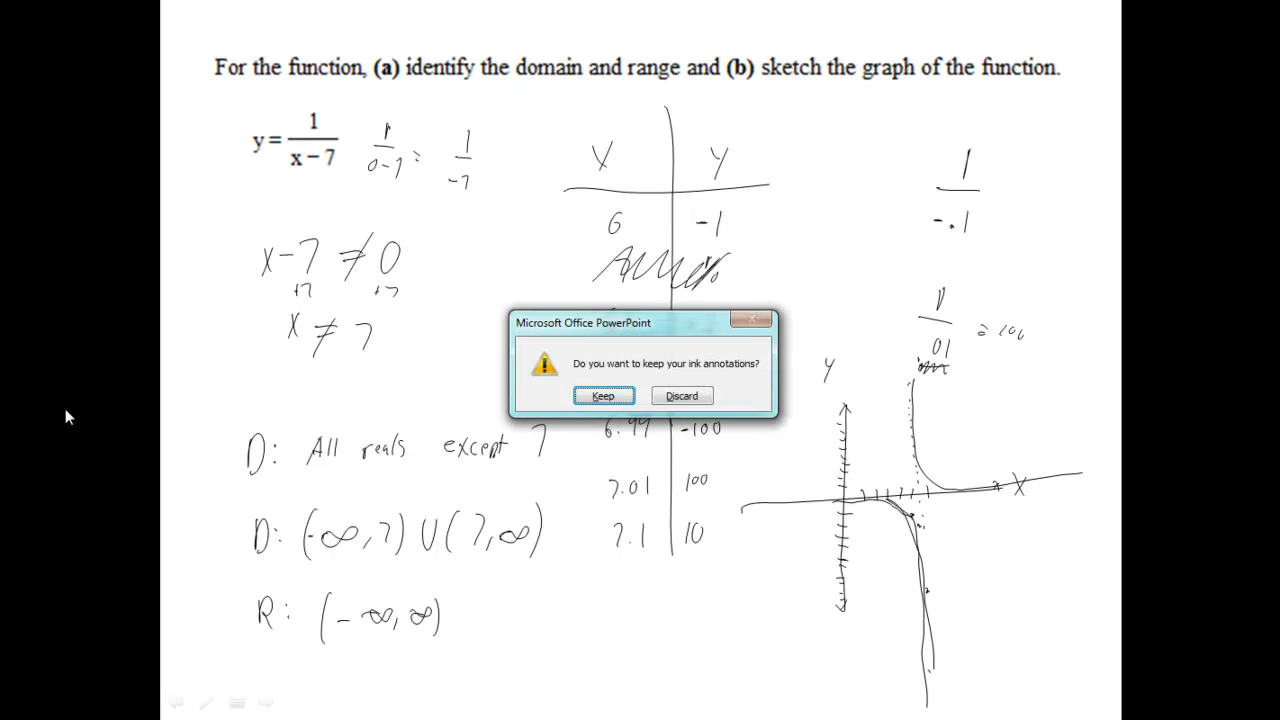 For the function, (a) identify the domain and range and (b) sketch the graph of the function.
y = 1/(x − 7)
1/(0-7) = 1/-7
X Y
6 -1
1/-.1
x-7 ≠ 0
+7 +7
x ≠ 7
1/.01 = 100
Microsoft Office PowerPoint
Do you want to keep your ink annotations?
Keep Discard
6.99 -100
7.01 100
7.1 10
D: All reals except 7
D: (-∞,7) U (7,∞)
R: (-∞,∞)
Y
X